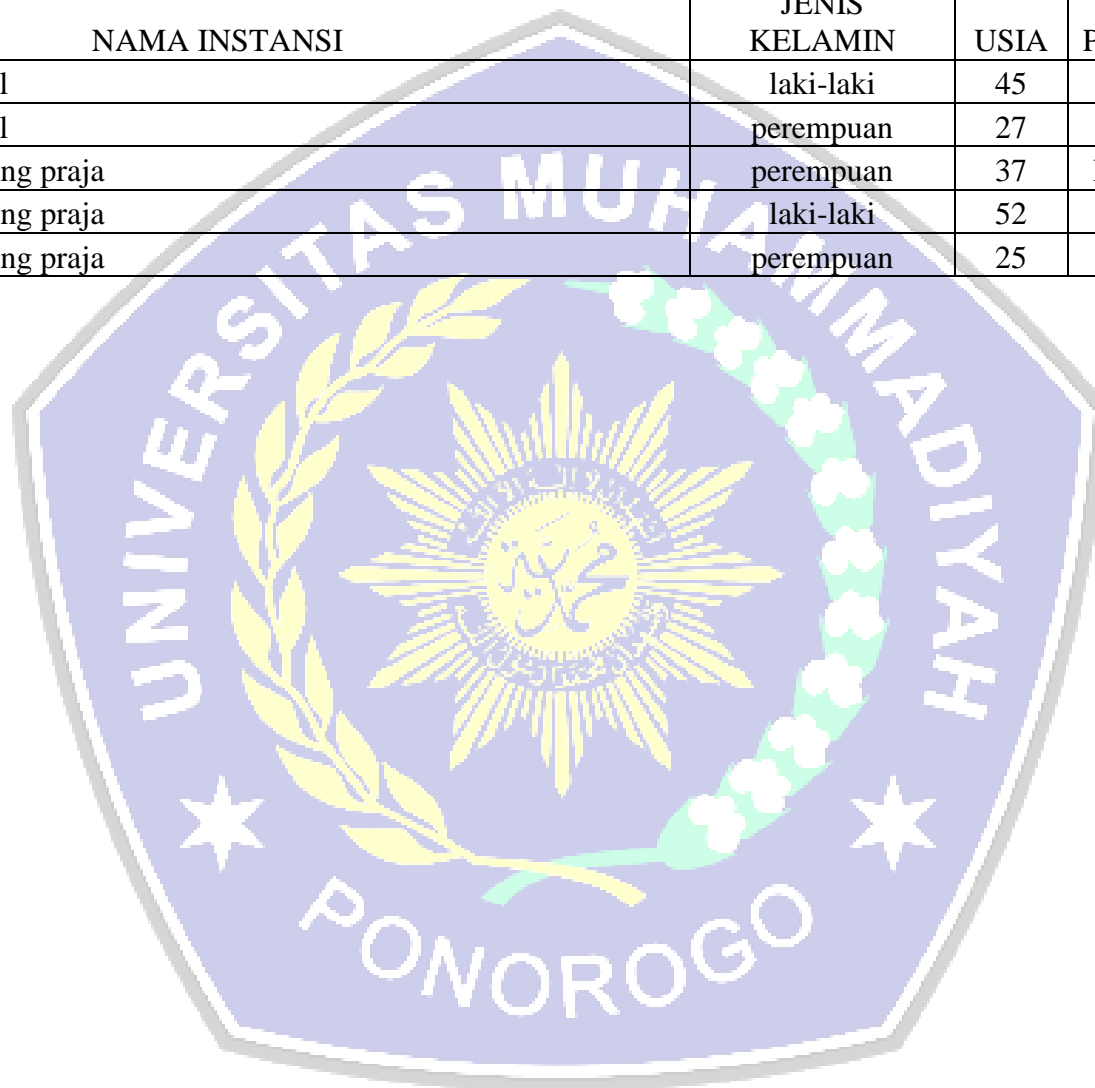 JENIS
NAMA INSTANSI KELAMIN USIA P
l laki-laki 45
l perempuan 27
ng praja perempuan 37
ng praja laki-laki 52
ng praja perempuan 25
UNIVERSITAS MUHAMMADIYAH
PONOROGO